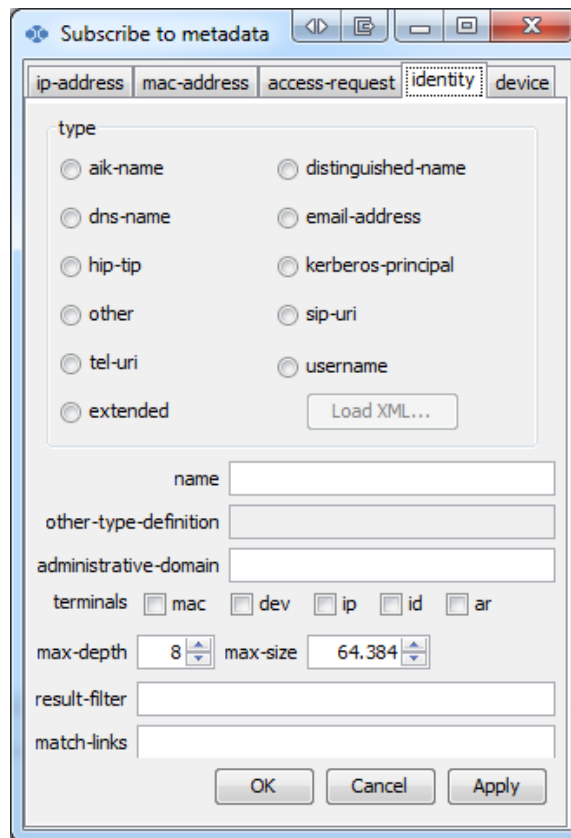 Subscribe to metadata
ip-address mac-address access-request identity device
type
aik-name distinguished-name
dns-name email-address
hip-tip kerberos-principal
other sip-uri
tel-uri username
extended Load XML...
name
other-type-definition
administrative-domain
terminals mac dev ip id ar
max-depth 8 max-size 64.384
result-filter
match-links
OK Cancel Apply